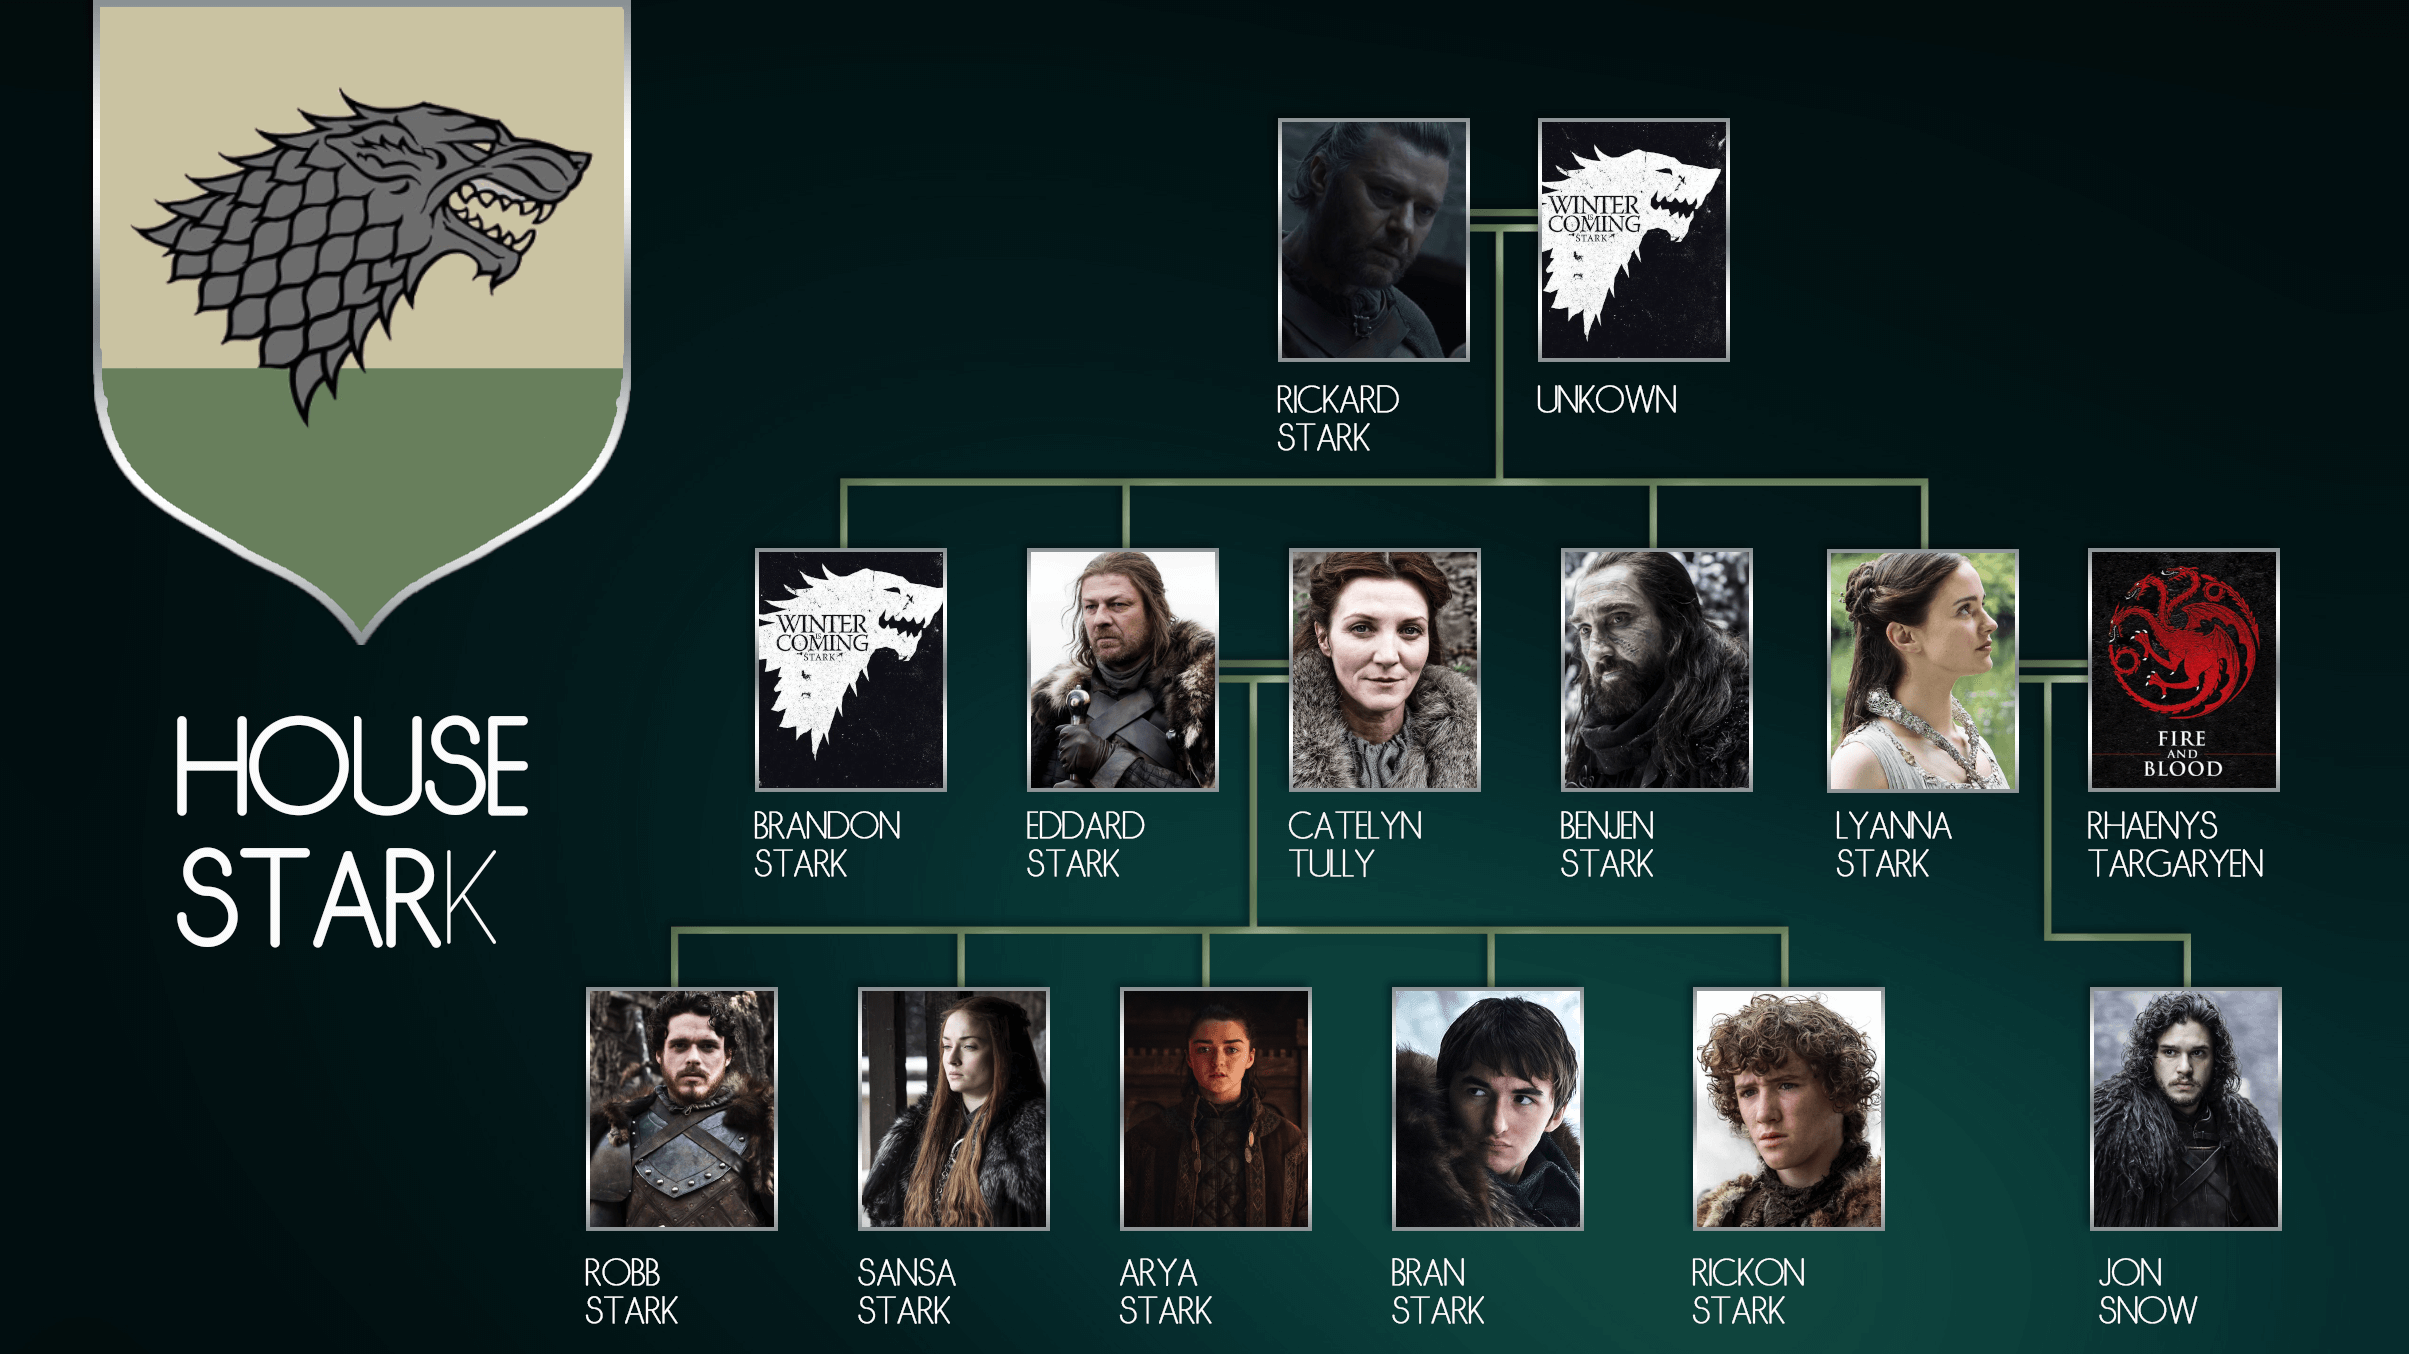 WINTER
IS
COMING
STARK
RICKARD
STARK
UNKOWN
WINTER
IS
COMING
STARK
FIRE
AND
BLOOD
HOUSE
STARK
BRANDON
STARK
EDDARD
STARK
CATELYN
TULLY
BENJEN
STARK
LYANNA
STARK
RHAENYS
TARGARYEN
ROBB
STARK
SANSA
STARK
ARYA
STARK
BRAN
STARK
RICKON
STARK
JON
SNOW